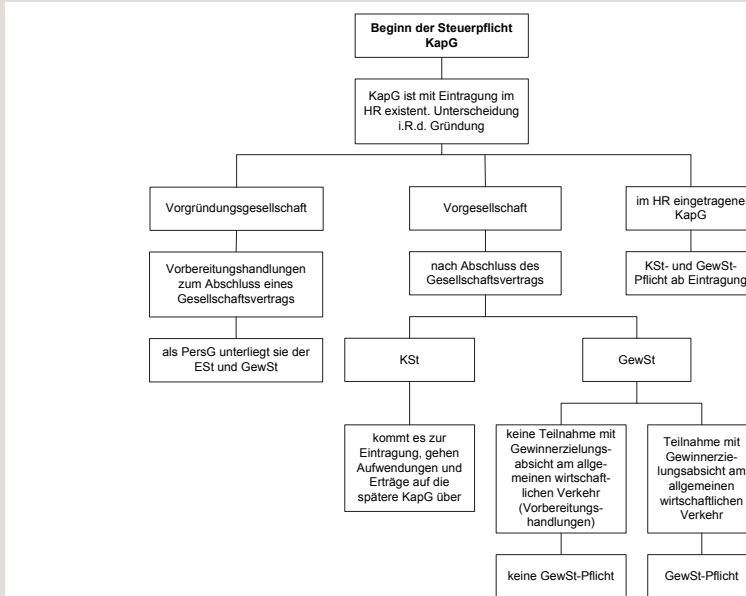 Beginn der Steuerpflicht
KapG
KapG ist mit Eintragung im
HR existent. Unterscheidung
i.R.d. Gründung
Vorgründungsgesellschaft
Vorgesellschaft
im HR eingetragene
KapG
Vorbereitungshandlungen
zum Abschluss eines
Gesellschaftsvertrags
nach Abschluss des
Gesellschaftsvertrags
KSt- und GewSt-
Pflicht ab Eintragung
als PersG unterliegt sie der
ESt und GewSt
KSt
GewSt
kommt es zur
Eintragung, gehen
Aufwendungen und
Erträge auf die
spätere KapG über
keine Teilnahme mit
Gewinnerzielungs-
absicht am allge-
meinen wirtschaft-
lichen Verkehr
(Vorbereitungs-
handlungen)
Teilnahme mit
Gewinnerzie-
lungsabsicht am
allgemeinen
wirtschaftlichen
Verkehr
keine GewSt-Pflicht
GewSt-Pflicht